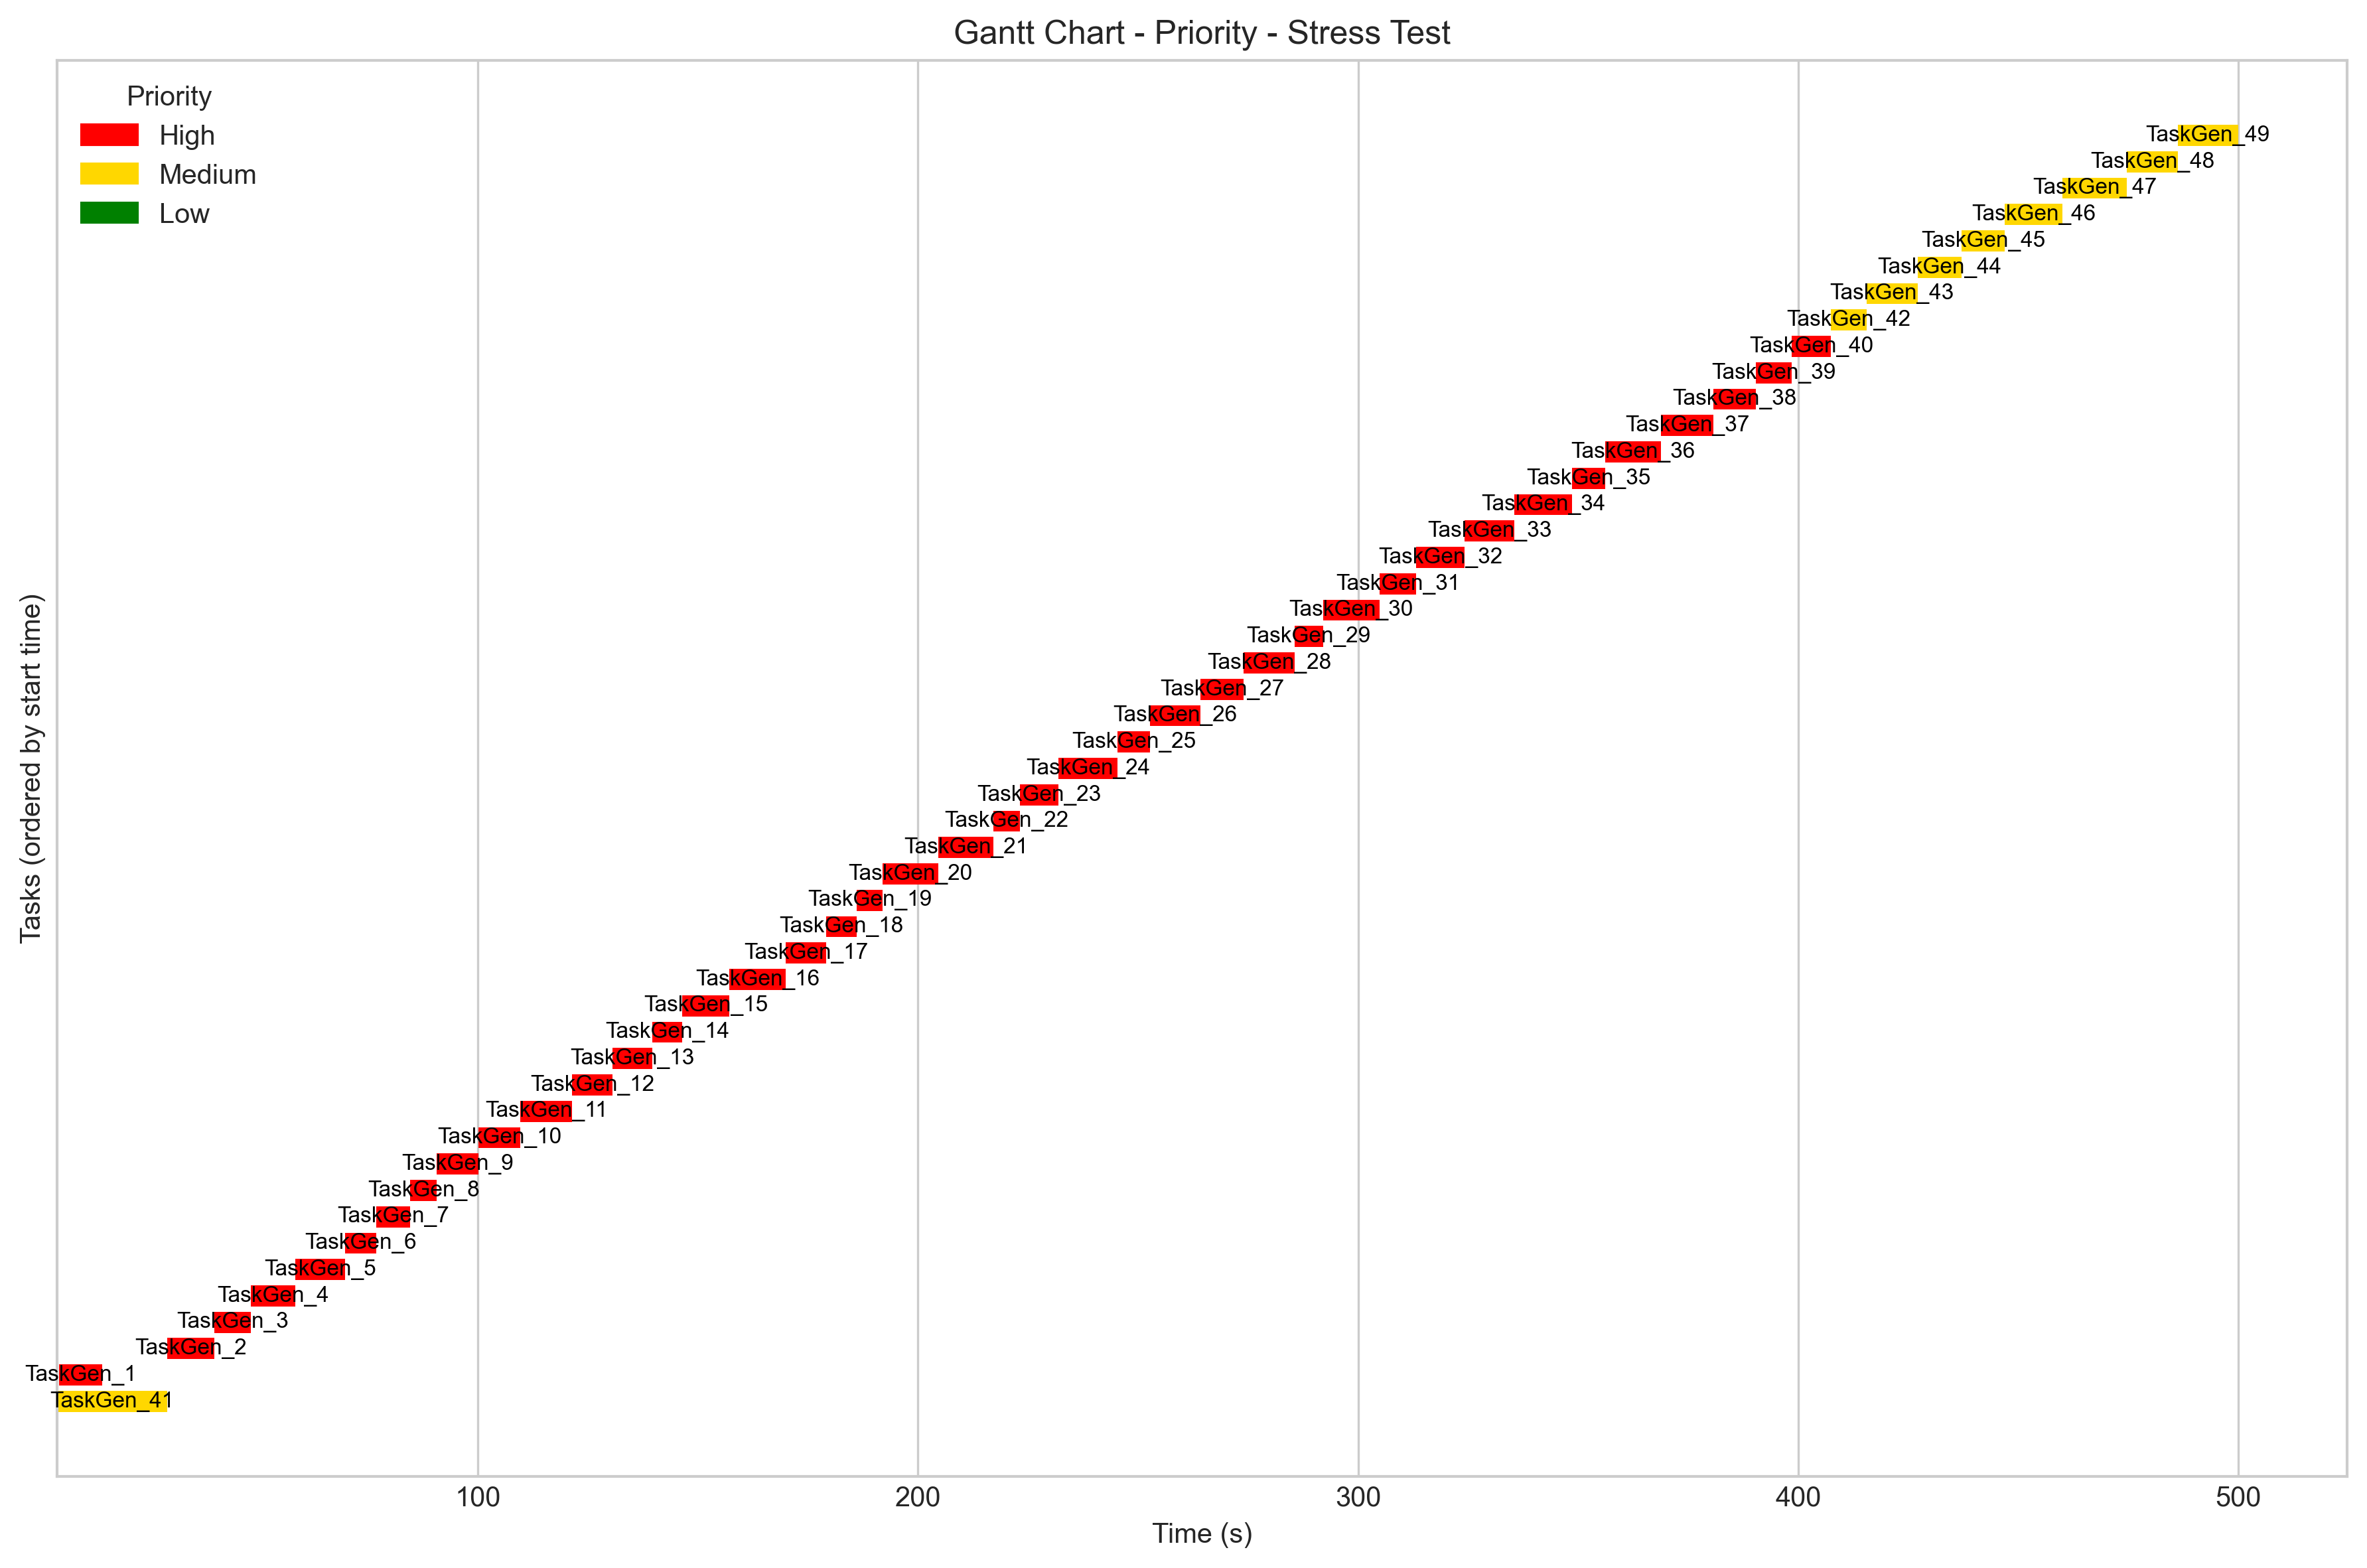 Gantt Chart - Priority - Stress Test
Priority
High
Medium
Low
TaskGen_49
TaskGen_48
TaskGen_47
TaskGen_46
TaskGen_45
TaskGen_44
TaskGen_43
TaskGen_42
TaskGen_40
TaskGen_39
TaskGen_38
TaskGen_37
TaskGen_36
TaskGen_35
TaskGen_34
TaskGen_33
TaskGen_32
TaskGen_31
TaskGen_30
TaskGen_29
TaskGen_28
TaskGen_27
TaskGen_26
TaskGen_25
TaskGen_24
TaskGen_23
TaskGen_22
TaskGen_21
TaskGen_20
TaskGen_19
TaskGen_18
TaskGen_17
TaskGen_16
TaskGen_15
TaskGen_14
TaskGen_13
TaskGen_12
TaskGen_11
TaskGen_10
TaskGen_9
TaskGen_8
TaskGen_7
TaskGen_6
TaskGen_5
TaskGen_4
TaskGen_3
TaskGen_2
TaskGen_1
TaskGen_41
Tasks (ordered by start time)
100 200 300 400 500
Time (s)